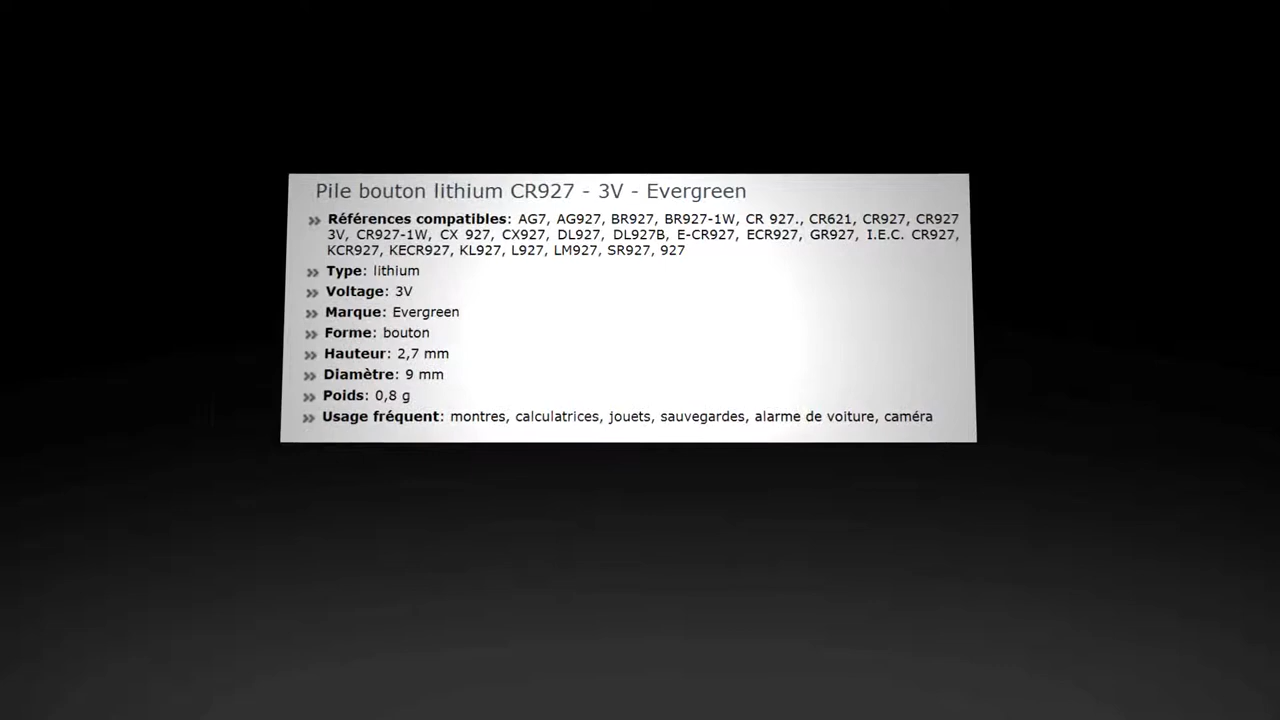 Pile bouton lithium CR927 - 3V - Evergreen
Références compatibles: AG7, AG927, BR927, BR927-1W, CR 927., CR621, CR927, CR927
3V, CR927-1W, CX 927, CX927, DL927, DL927B, E-CR927, ECR927, GR927, I.E.C. CR927,
KCR927, KECR927, KL927, L927, LM927, SR927, 927
Type: lithium
Voltage: 3V
Marque: Evergreen
Forme: bouton
Hauteur: 2,7 mm
Diamètre: 9 mm
Poids: 0,8 g
Usage fréquent: montres, calculatrices, jouets, sauvegardes, alarme de voiture, caméra